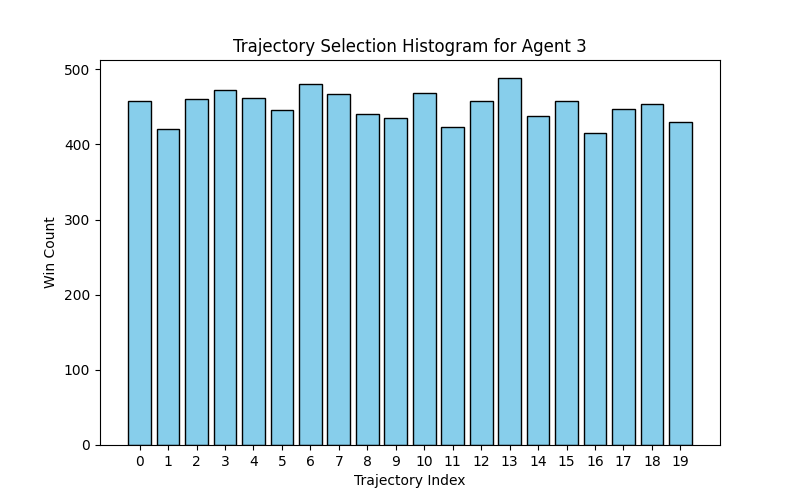 Trajectory Selection Histogram for Agent 3
500
400
300
200
100
0
Win Count
0 1 2 3 4 5 6 7 8 9 10 11 12 13 14 15 16 17 18 19
Trajectory Index